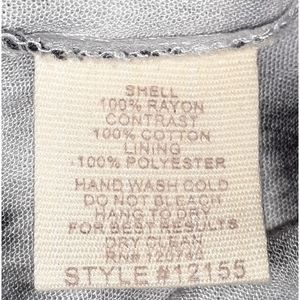 SHELL
100% RAYON
CONTRAST
100% COTTON
LINING
100% POLYESTER
HAND WASH COLD
DO NOT BLEACH
HANG TO DRY
FOR BEST RESULTS
DRY CLEAN
RN#
STYLE #12155